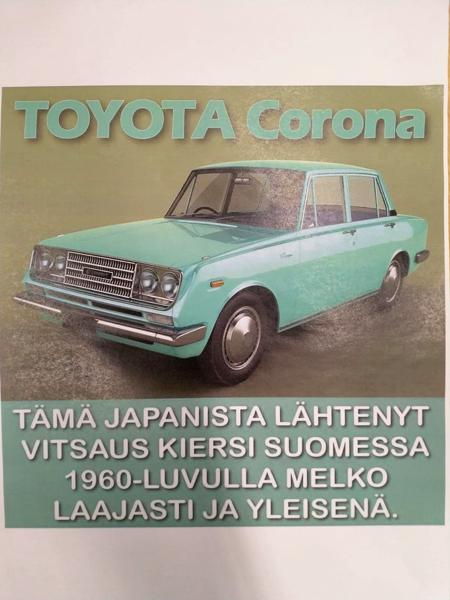 TOYOTA Corona
TÄMÄ JAPANISTA LÄHTENYT
VITSAUS KIERSI SUOMESSA
1960-LUVULLA MELKO
LAAJASTI JA YLEISENÄ.